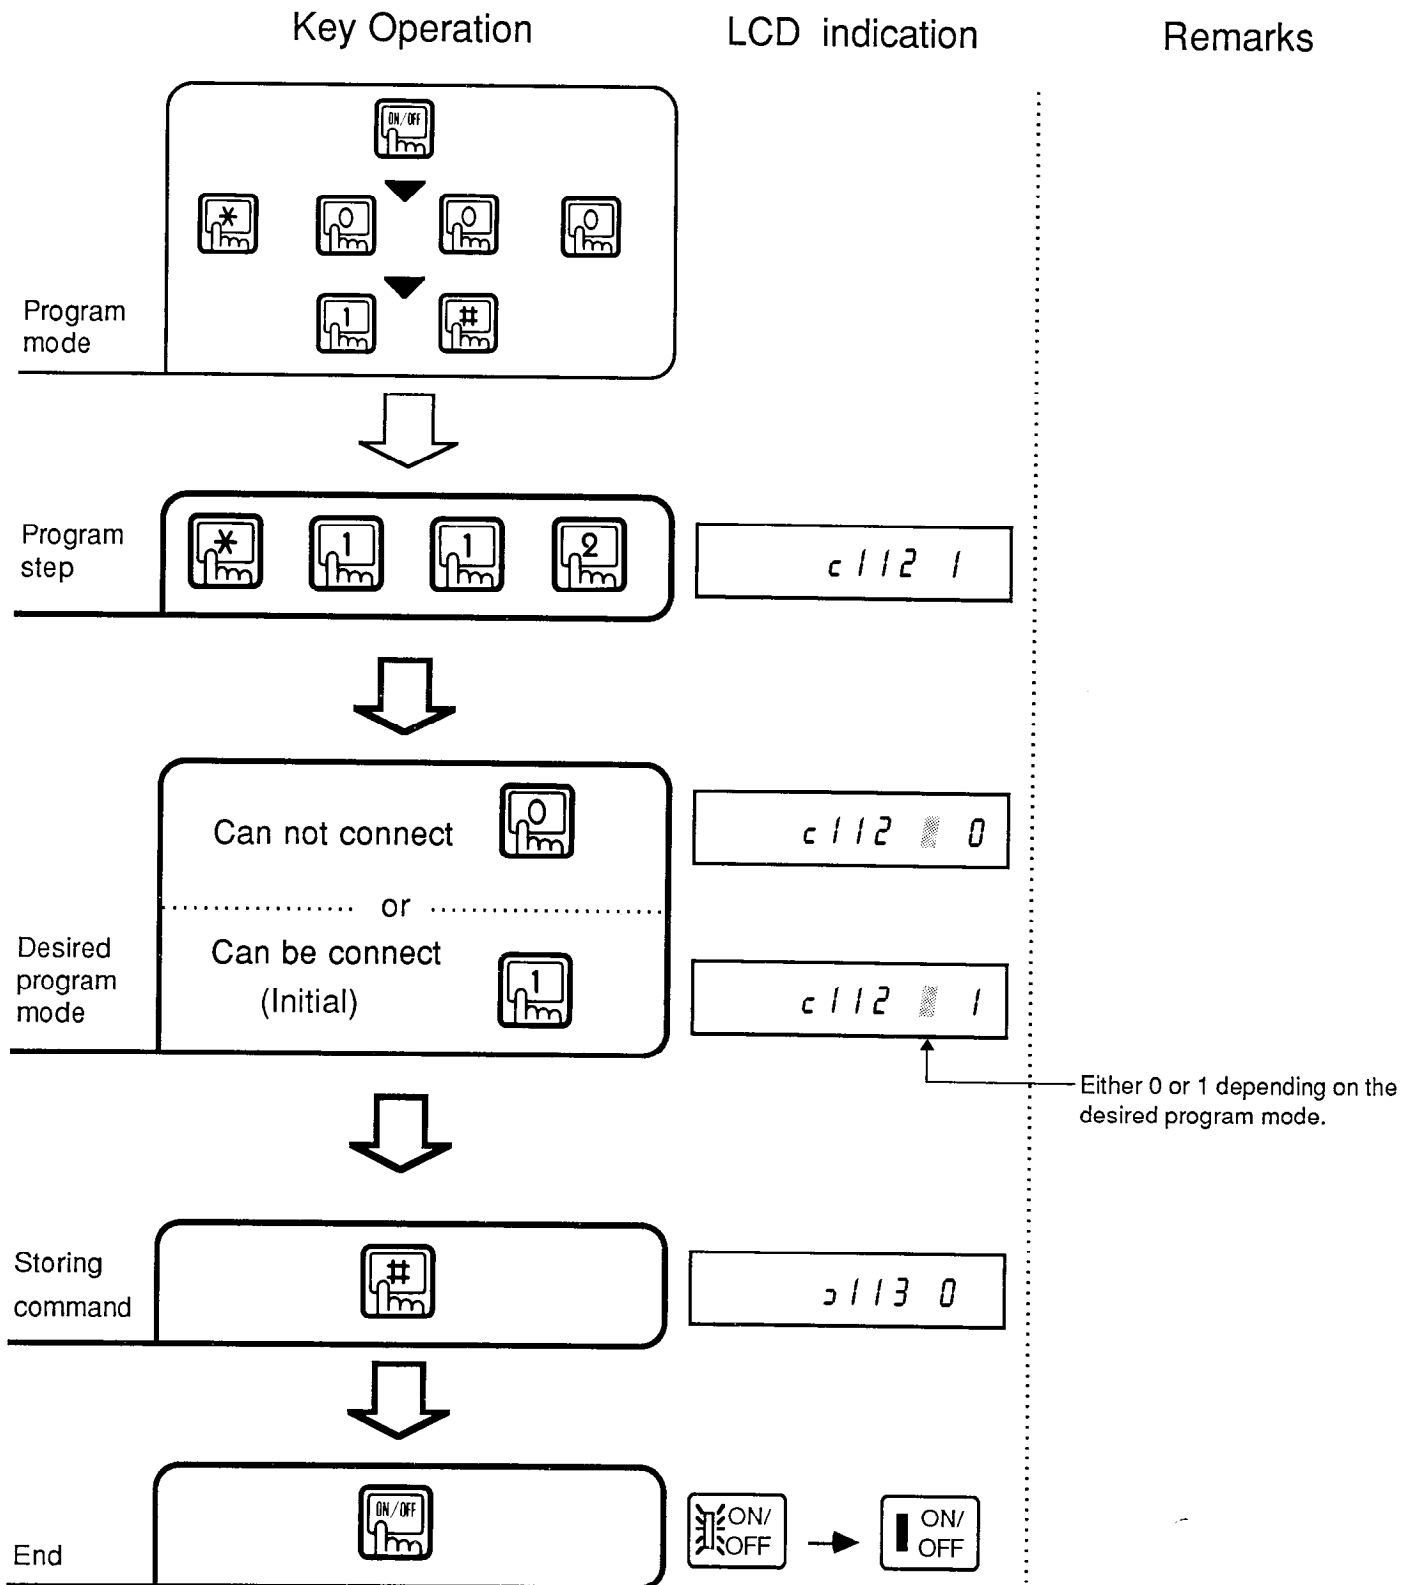 Key Operation LCD indication Remarks
ON/OFF
* 0 0 0
Program
mode
1 #
Program
step
* 1 1 2
c112 1
Can not connect 0
c112 0
or
Desired
program
mode
Can be connect
(Initial)
1
c112 1
Either 0 or 1 depending on the
desired program mode.
Storing
command
#
ɔ113 0
End
ON/OFF
ON/
OFF
ON/
OFF